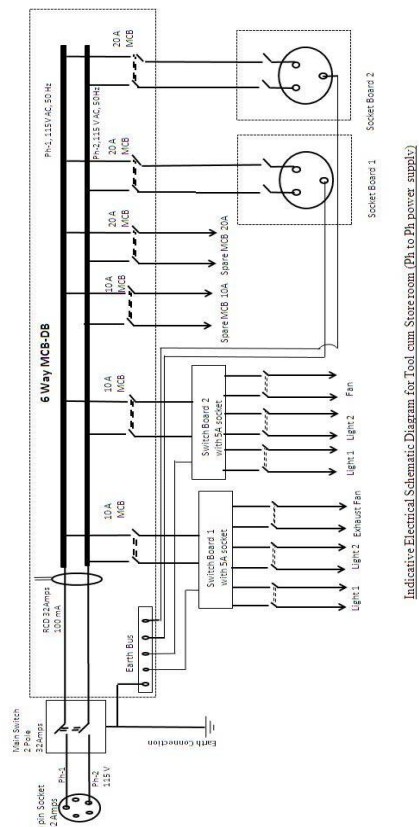 pin Socket
2 Amps
Ph-1
Ph-2
115 V
Main Switch
2 Pole
32Amps
Earth Connection
RCD 32Amps
100 mA
Earth Bus
6 Way MCB-DB
Ph-1, 115V AC, 50 Hz
Ph-2,115 V AC, 50Hz
10 A
MCB
10 A
MCB
10 A
MCB
20 A
MCB
20 A
MCB
20 A
MCB
Switch Board 1
with 5A socket
Light 1
Light 2
Exhaust Fan
Switch Board 2
with 5A socket
Light 1
Light 2
Fan
Spare MCB 10A
Spare MCB 20A
Socket Board 1
Socket Board 2
Indicative Electrical Schematic Diagram for Tool cum Store room (Ph to Ph power supply)